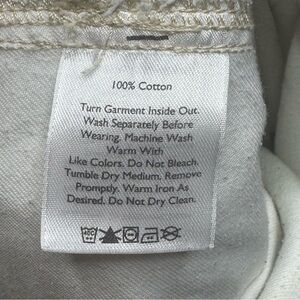 100% Cotton
Turn Garment Inside Out.
Wash Separately Before
Wearing. Machine Wash
Warm With
Like Colors. Do Not Bleach.
Tumble Dry Medium. Remove
Promptly. Warm Iron As
Desired. Do Not Dry Clean.